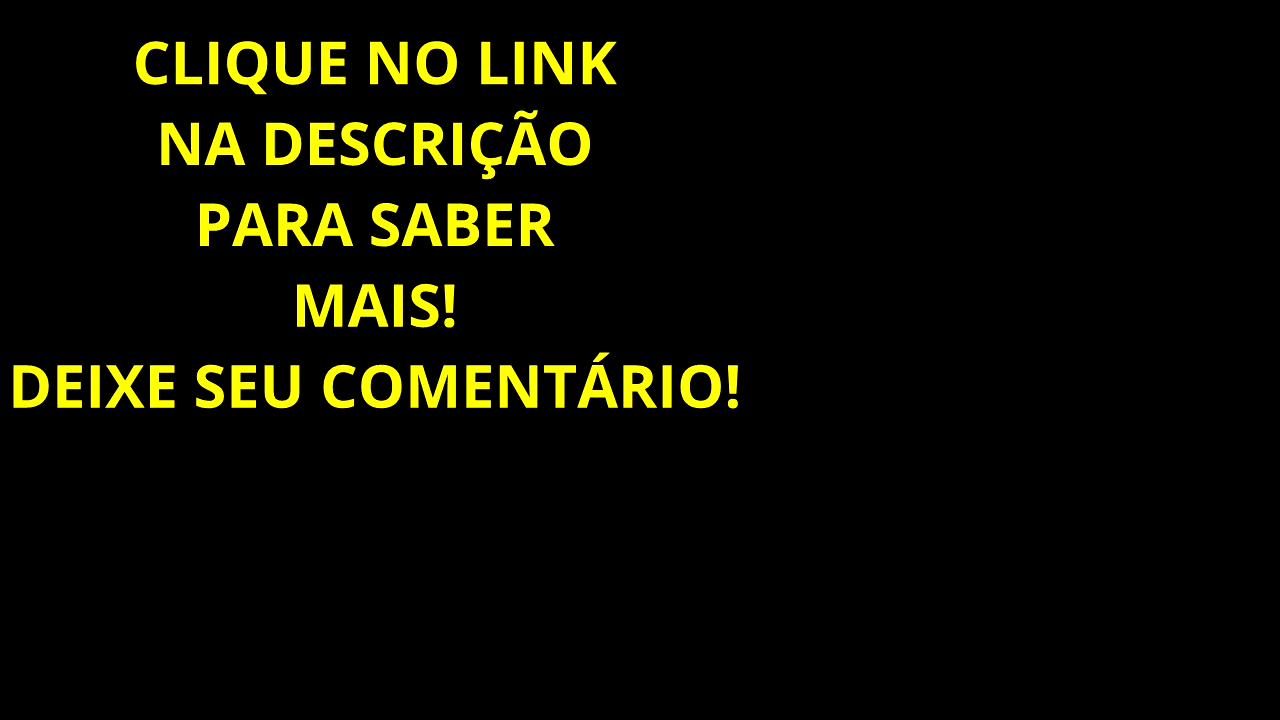 CLIQUE NO LINK
NA DESCRIÇÃO
PARA SABER
MAIS!
DEIXE SEU COMENTÁRIO!